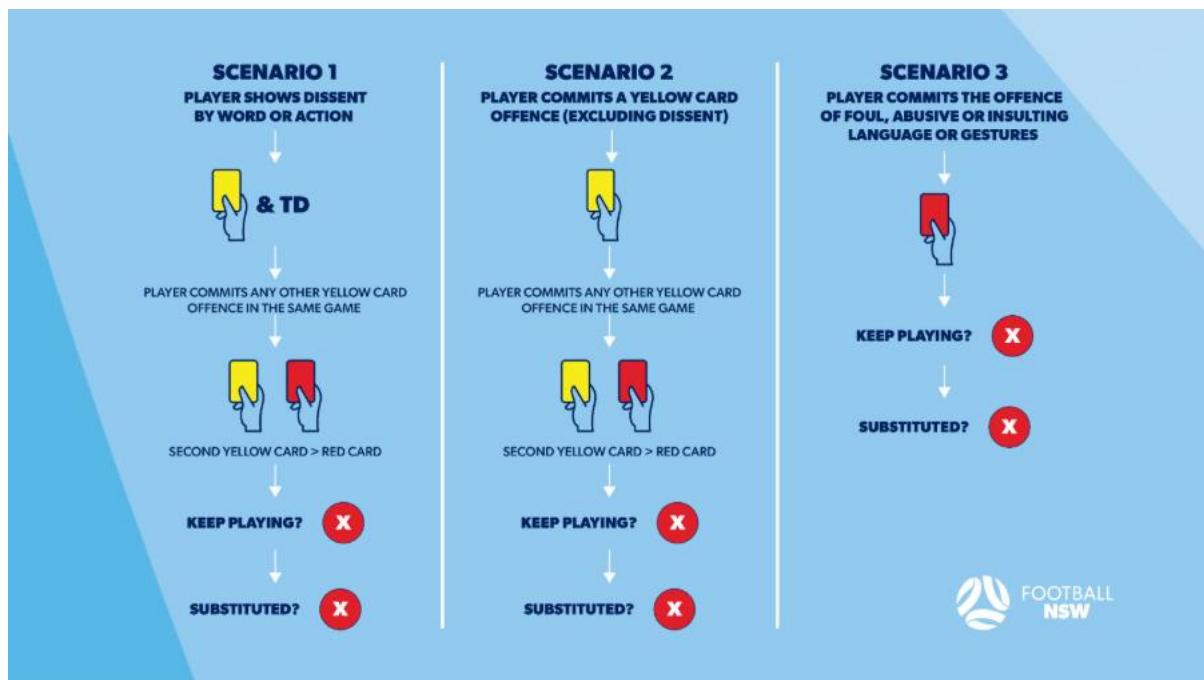 SCENARIO 1
PLAYER SHOWS DISSENT
BY WORD OR ACTION
& TD
PLAYER COMMITS ANY OTHER YELLOW CARD
OFFENCE IN THE SAME GAME
SECOND YELLOW CARD > RED CARD
KEEP PLAYING? X
SUBSTITUTED? X
SCENARIO 2
PLAYER COMMITS A YELLOW CARD
OFFENCE (EXCLUDING DISSENT)
PLAYER COMMITS ANY OTHER YELLOW CARD
OFFENCE IN THE SAME GAME
SECOND YELLOW CARD > RED CARD
KEEP PLAYING? X
SUBSTITUTED? X
SCENARIO 3
PLAYER COMMITS THE OFFENCE
OF FOUL, ABUSIVE OR INSULTING
LANGUAGE OR GESTURES
KEEP PLAYING? X
SUBSTITUTED? X
FOOTBALL
NSW